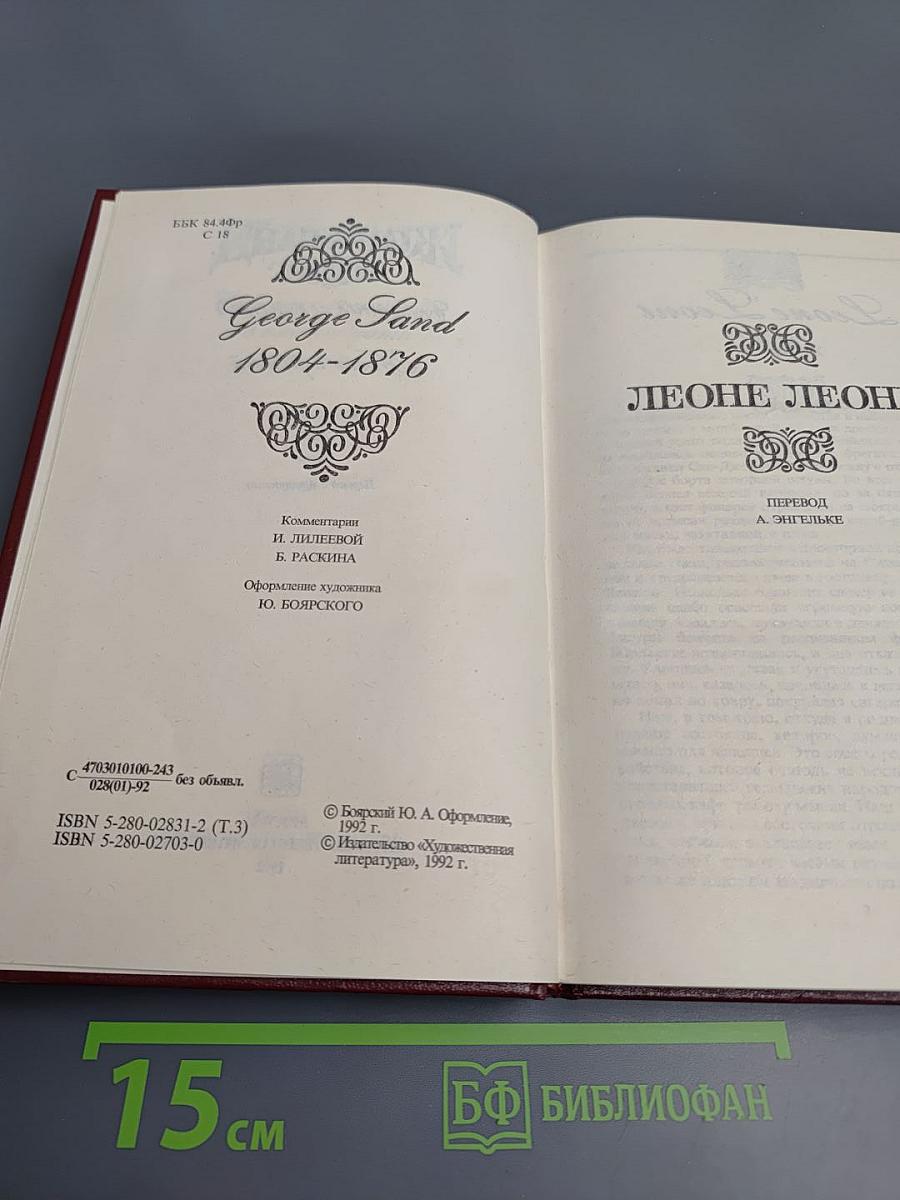 ББК 84.4Фр
С 18
George Sand
1804-1876
Комментарии
И. ЛИЛЕЕВОЙ
Б. РАСКИНА
Оформление художника
Ю. БОЯРСКОГО
С 4703010100-243
028(01)-92 без объявл.
ISBN 5-280-02831-2 (Т.3)
ISBN 5-280-02703-0
© Боярский Ю. А. Оформление,
1992 г.
© Издательство «Художественная
литература», 1992 г.
ЛЕОНЕ ЛЕОН
ПЕРЕВОД
А. ЭНГЕЛЬКЕ
15 см
БФ БИБЛИОФАН